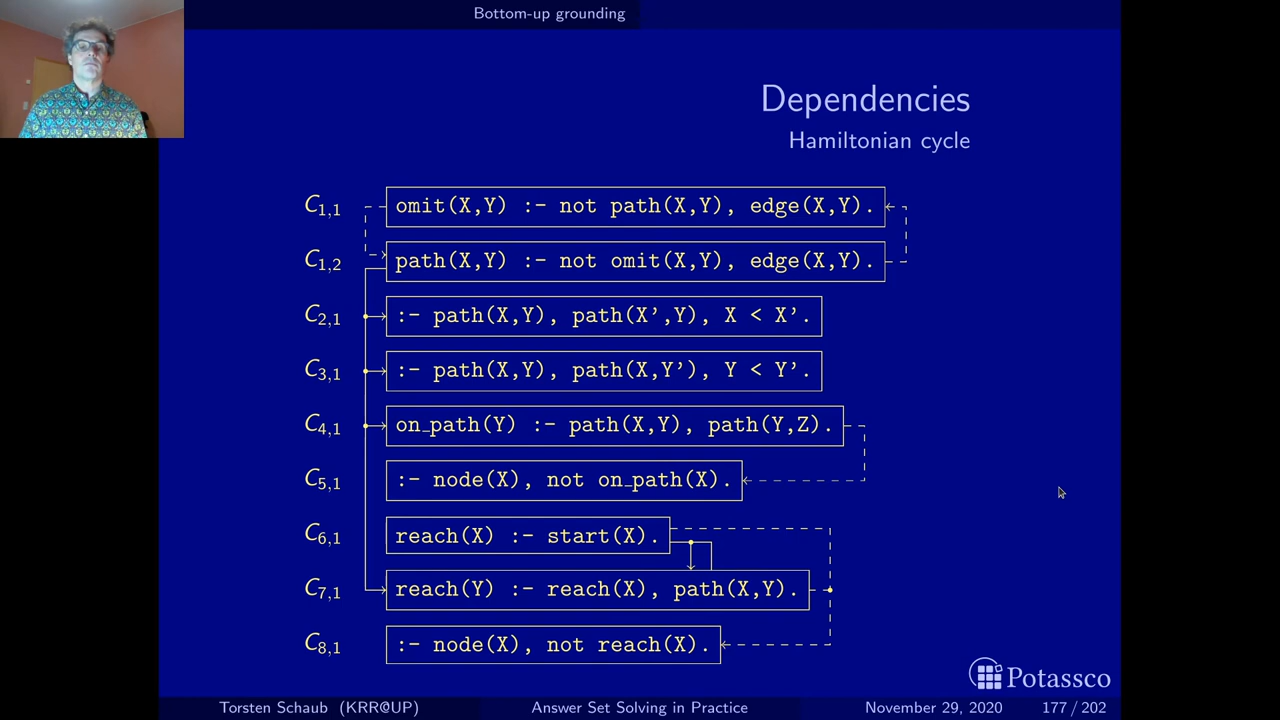 Bottom-up grounding
Dependencies
Hamiltonian cycle
C1,1 omit(X,Y) :- not path(X,Y), edge(X,Y).
C1,2 path(X,Y) :- not omit(X,Y), edge(X,Y).
C2,1 :- path(X,Y), path(X',Y), X < X'.
C3,1 :- path(X,Y), path(X,Y'), Y < Y'.
C4,1 on_path(Y) :- path(X,Y), path(Y,Z).
C5,1 :- node(X), not on_path(X).
C6,1 reach(X) :- start(X).
C7,1 reach(Y) :- reach(X), path(X,Y).
C8,1 :- node(X), not reach(X).
Potassco
Torsten Schaub (KRR@UP) Answer Set Solving in Practice November 29, 2020 177 / 202